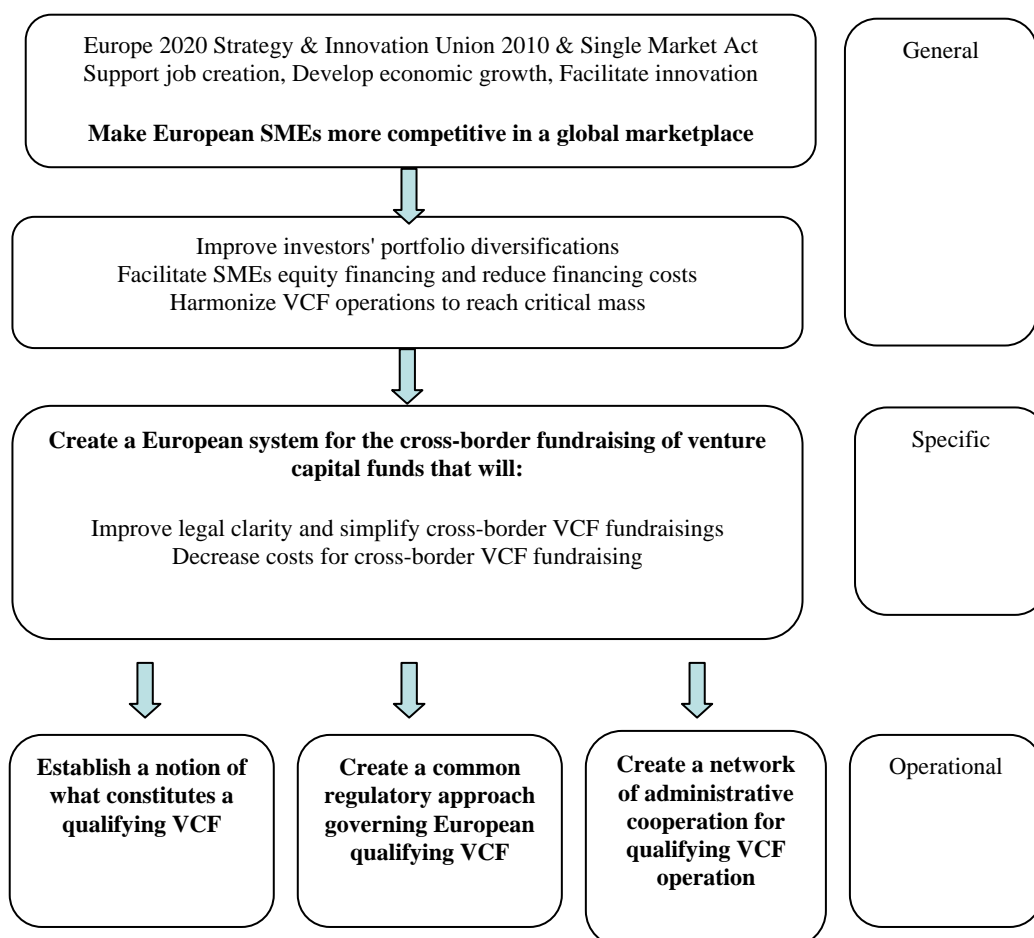 Europe 2020 Strategy & Innovation Union 2010 & Single Market Act
Support job creation, Develop economic growth, Facilitate innovation
Make European SMEs more competitive in a global marketplace
General
Improve investors' portfolio diversifications
Facilitate SMEs equity financing and reduce financing costs
Harmonize VCF operations to reach critical mass
Create a European system for the cross-border fundraising of venture
capital funds that will:
Improve legal clarity and simplify cross-border VCF fundraisings
Decrease costs for cross-border VCF fundraising
Specific
Establish a notion of
what constitutes a
qualifying VCF
Create a common
regulatory approach
governing European
qualifying VCF
Create a network
of administrative
cooperation for
qualifying VCF
operation
Operational